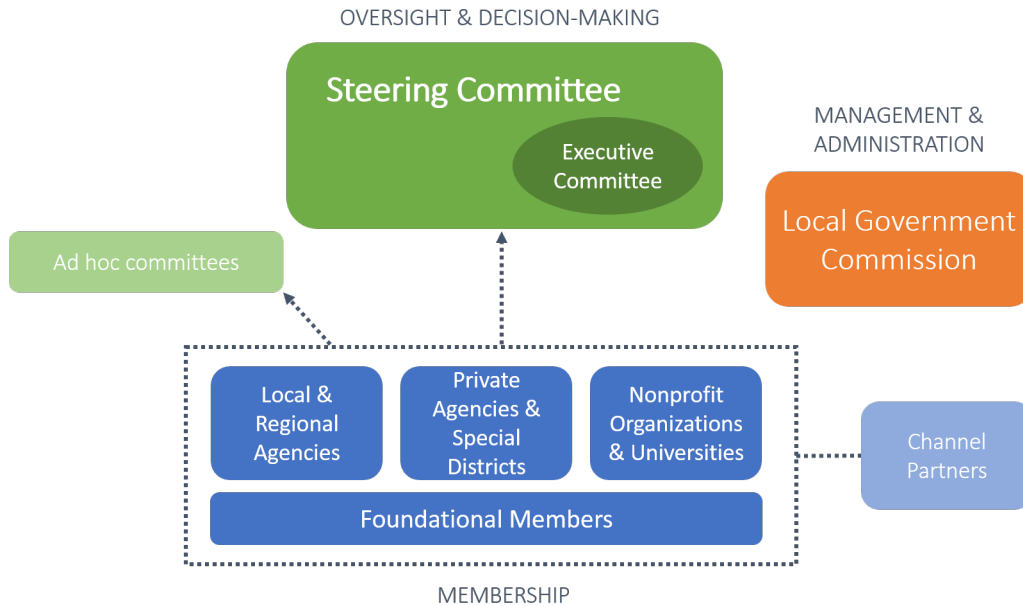 OVERSIGHT & DECISION-MAKING
Steering Committee
Executive
Committee
MANAGEMENT &
ADMINISTRATION
Local Government
Commission
Ad hoc committees
Local &
Regional
Agencies
Private
Agencies &
Special
Districts
Nonprofit
Organizations
& Universities
Foundational Members
Channel
Partners
MEMBERSHIP